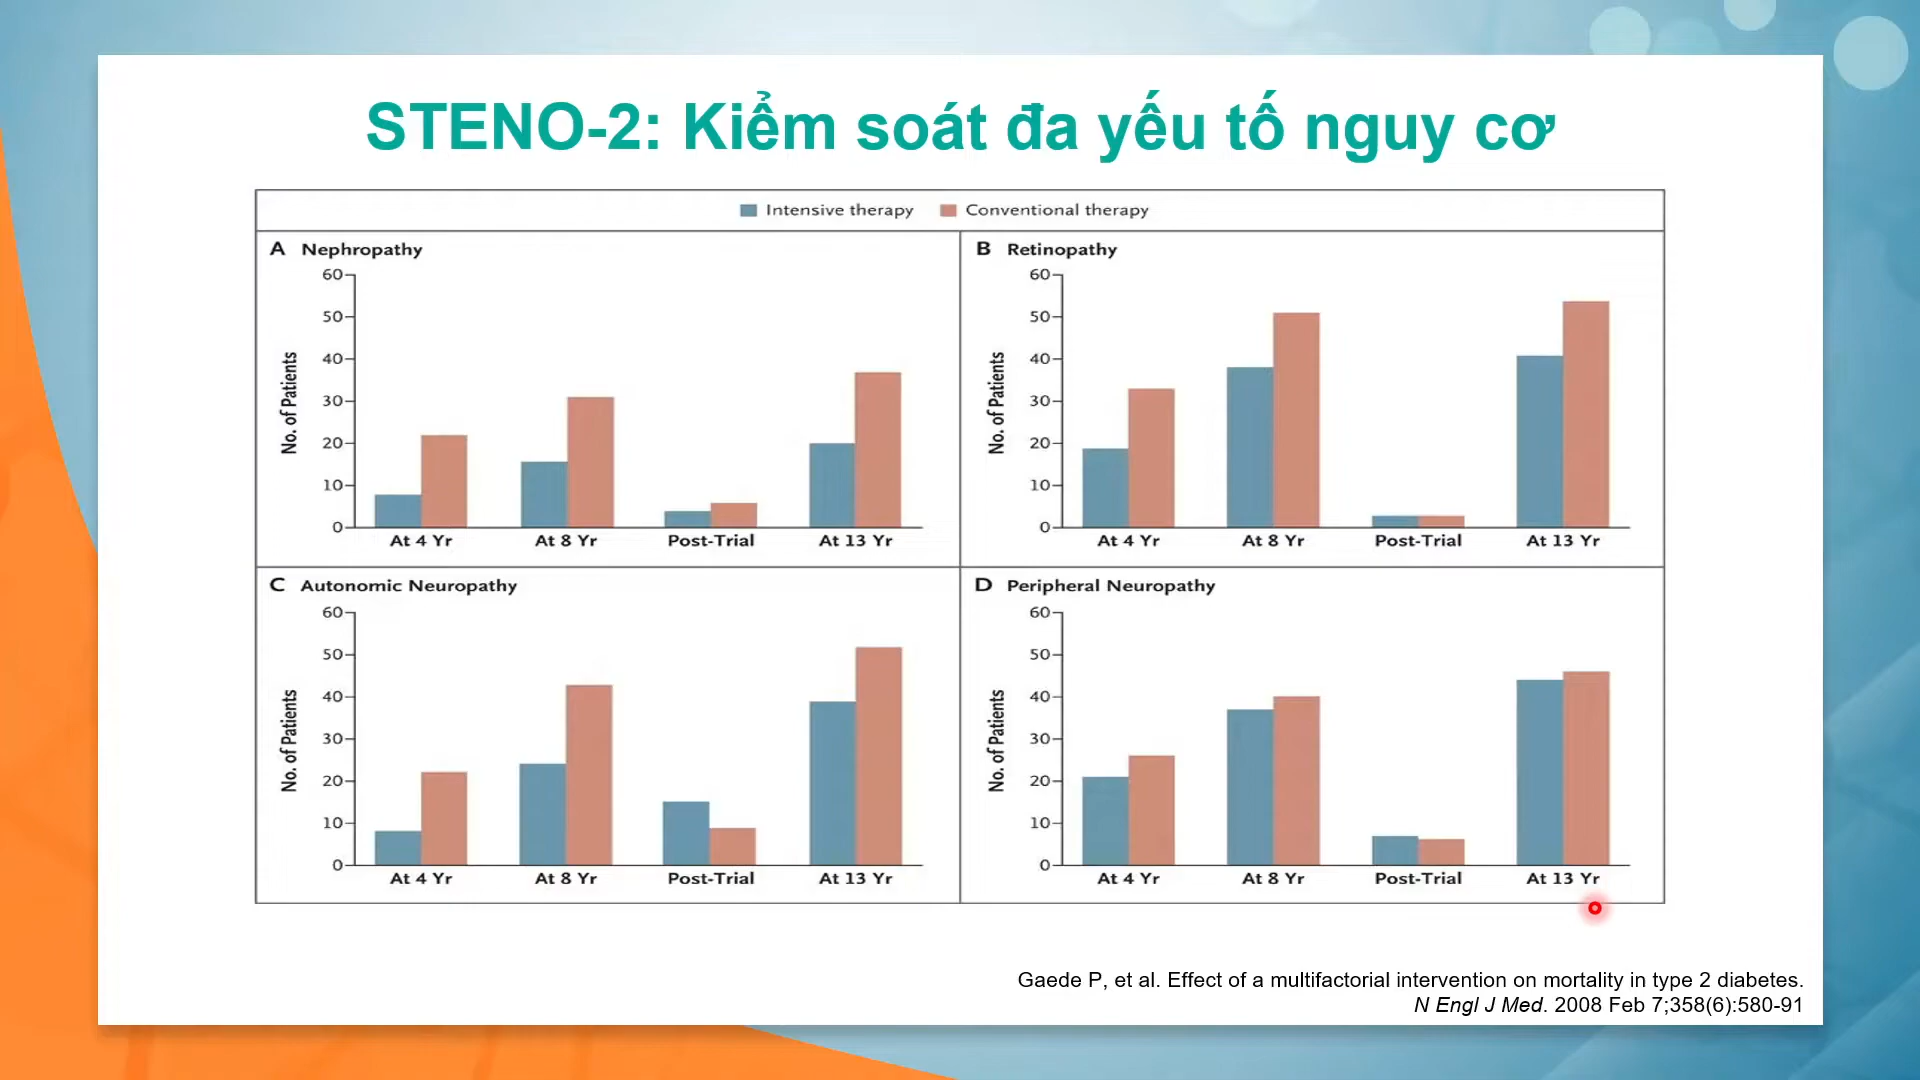 STENO-2: Kiểm soát đa yếu tố nguy cơ
Intensive therapy Conventional therapy
A Nephropathy
60
50
40
30
20
10
0
No. of Patients
At 4 Yr At 8 Yr Post-Trial At 13 Yr
B Retinopathy
60
50
40
30
20
10
0
No. of Patients
At 4 Yr At 8 Yr Post-Trial At 13 Yr
C Autonomic Neuropathy
60
50
40
30
20
10
0
No. of Patients
At 4 Yr At 8 Yr Post-Trial At 13 Yr
D Peripheral Neuropathy
60
50
40
30
20
10
0
No. of Patients
At 4 Yr At 8 Yr Post-Trial At 13 Yr
Gaede P, et al. Effect of a multifactorial intervention on mortality in type 2 diabetes.
N Engl J Med. 2008 Feb 7;358(6):580-91